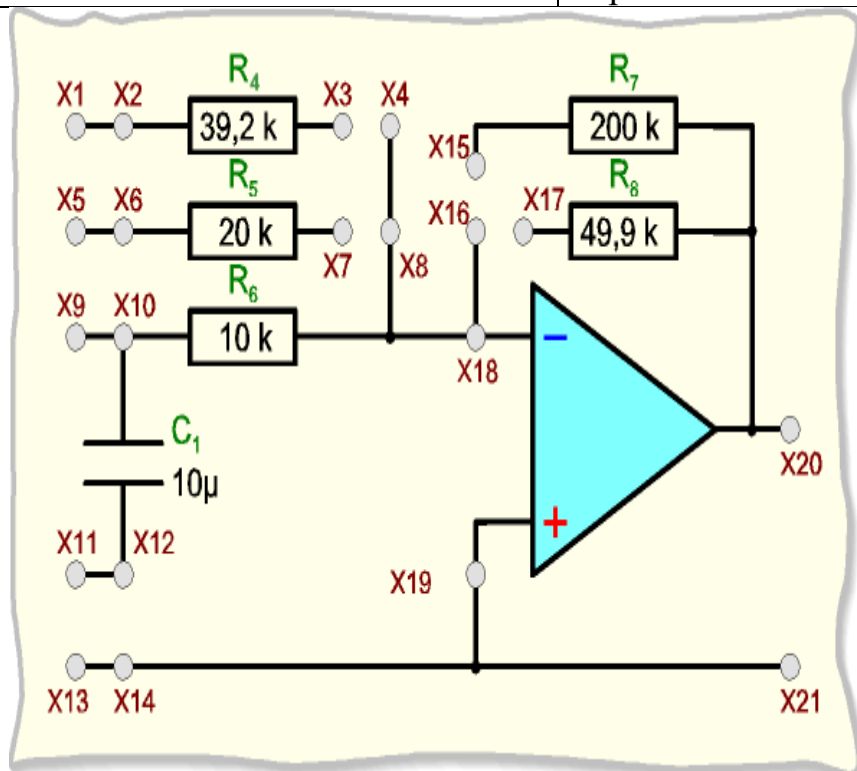 R4 R7
X1 X2 39,2 k X3 X4 X15 200 k
R5 R8
X5 X6 20 k X7 X8 X16 X17 49,9 k
R6
X9 X10 10 k X18 −
C1
10µ
X20
X11 X12 X19 +
X13 X14 X21